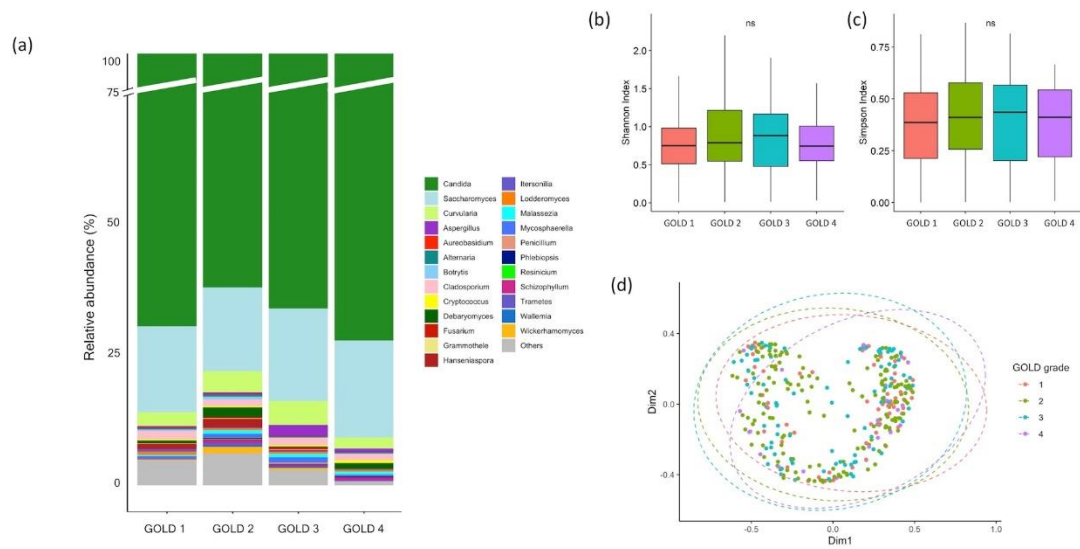 (a)
100
75
50
25
0
Relative abundance (%)
GOLD 1 GOLD 2 GOLD 3 GOLD 4
Candida
Saccharomyces
Curvularia
Aspergillus
Aureobasidium
Alternaria
Botrytis
Cladosporium
Cryptococcus
Debaryomyces
Fusarium
Grammothele
Hanseniaspora
Itersonilia
Lodderomyces
Malassezia
Mycosphaerella
Penicillium
Phlebiopsis
Resinicium
Schizophyllum
Trametes
Wallemia
Wickerhamomyces
Others
(b)
ns
2.0
1.5
1.0
0.5
0.0
Shannon Index
GOLD 1 GOLD 2 GOLD 3 GOLD 4
(c)
ns
0.75
0.50
0.25
0.00
Simpson Index
GOLD 1 GOLD 2 GOLD 3 GOLD 4
(d)
0.4
0.0
-0.4
Dim2
-0.5 0.0 0.5 1.0
Dim1
GOLD grade
1
2
3
4